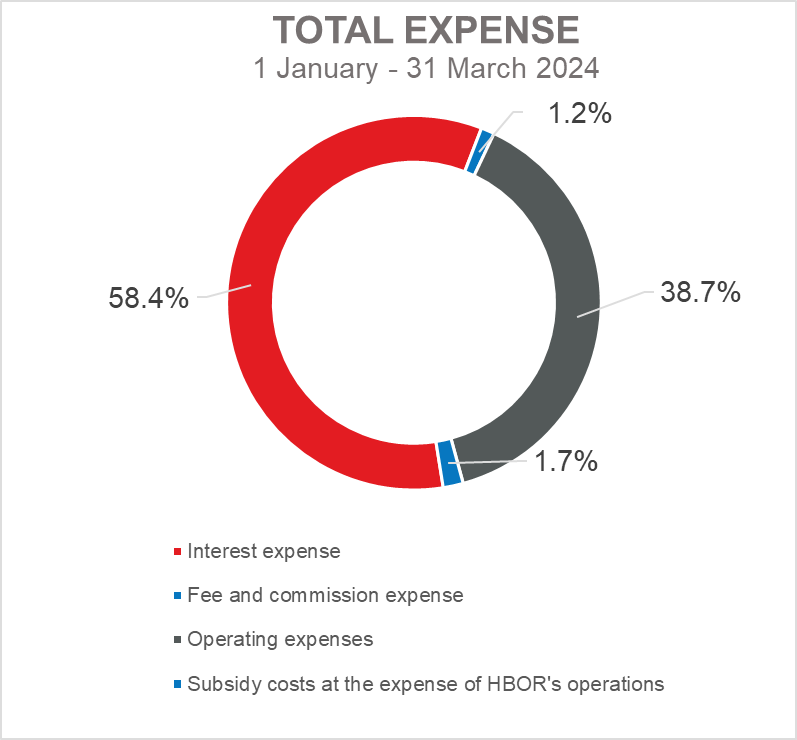 TOTAL EXPENSE
1 January - 31 March 2024
1.2%
58.4%
38.7%
1.7%
Interest expense
Fee and commission expense
Operating expenses
Subsidy costs at the expense of HBOR's operations